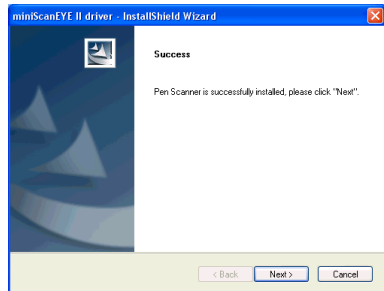 miniScanEYE II driver - InstallShield Wizard
Success
Pen Scanner is successfully installed, please click "Next".
< Back Next > Cancel